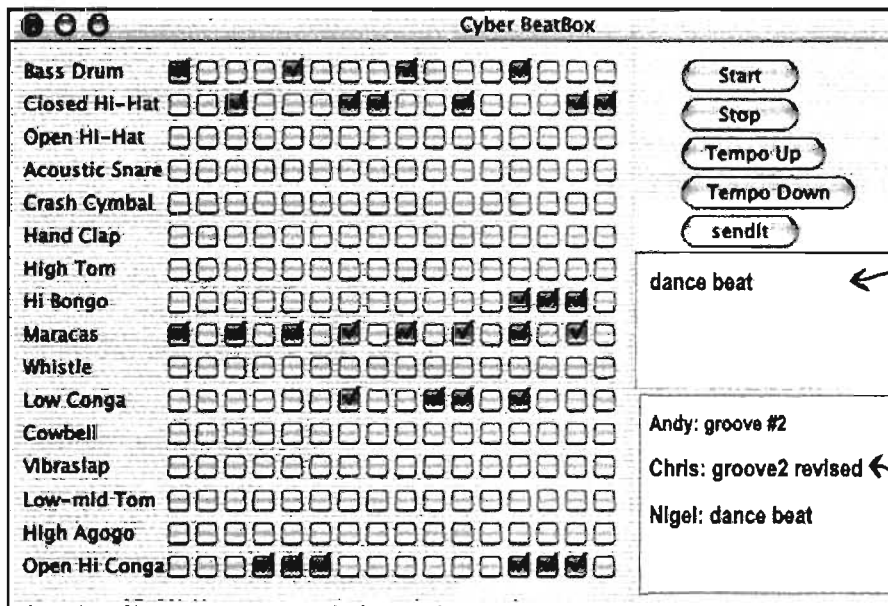 Cyber BeatBox
Bass Drum
Closed Hi-Hat
Open Hi-Hat
Acoustic Snare
Crash Cymbal
Hand Clap
High Tom
Hi Bongo
Maracas
Whistle
Low Conga
Cowbell
Vibraslap
Low-mid Tom
High Agogo
Open Hi Conga
Start
Stop
Tempo Up
Tempo Down
sendIt
dance beat
Andy: groove #2
Chris: groove2 revised
Nigel: dance beat